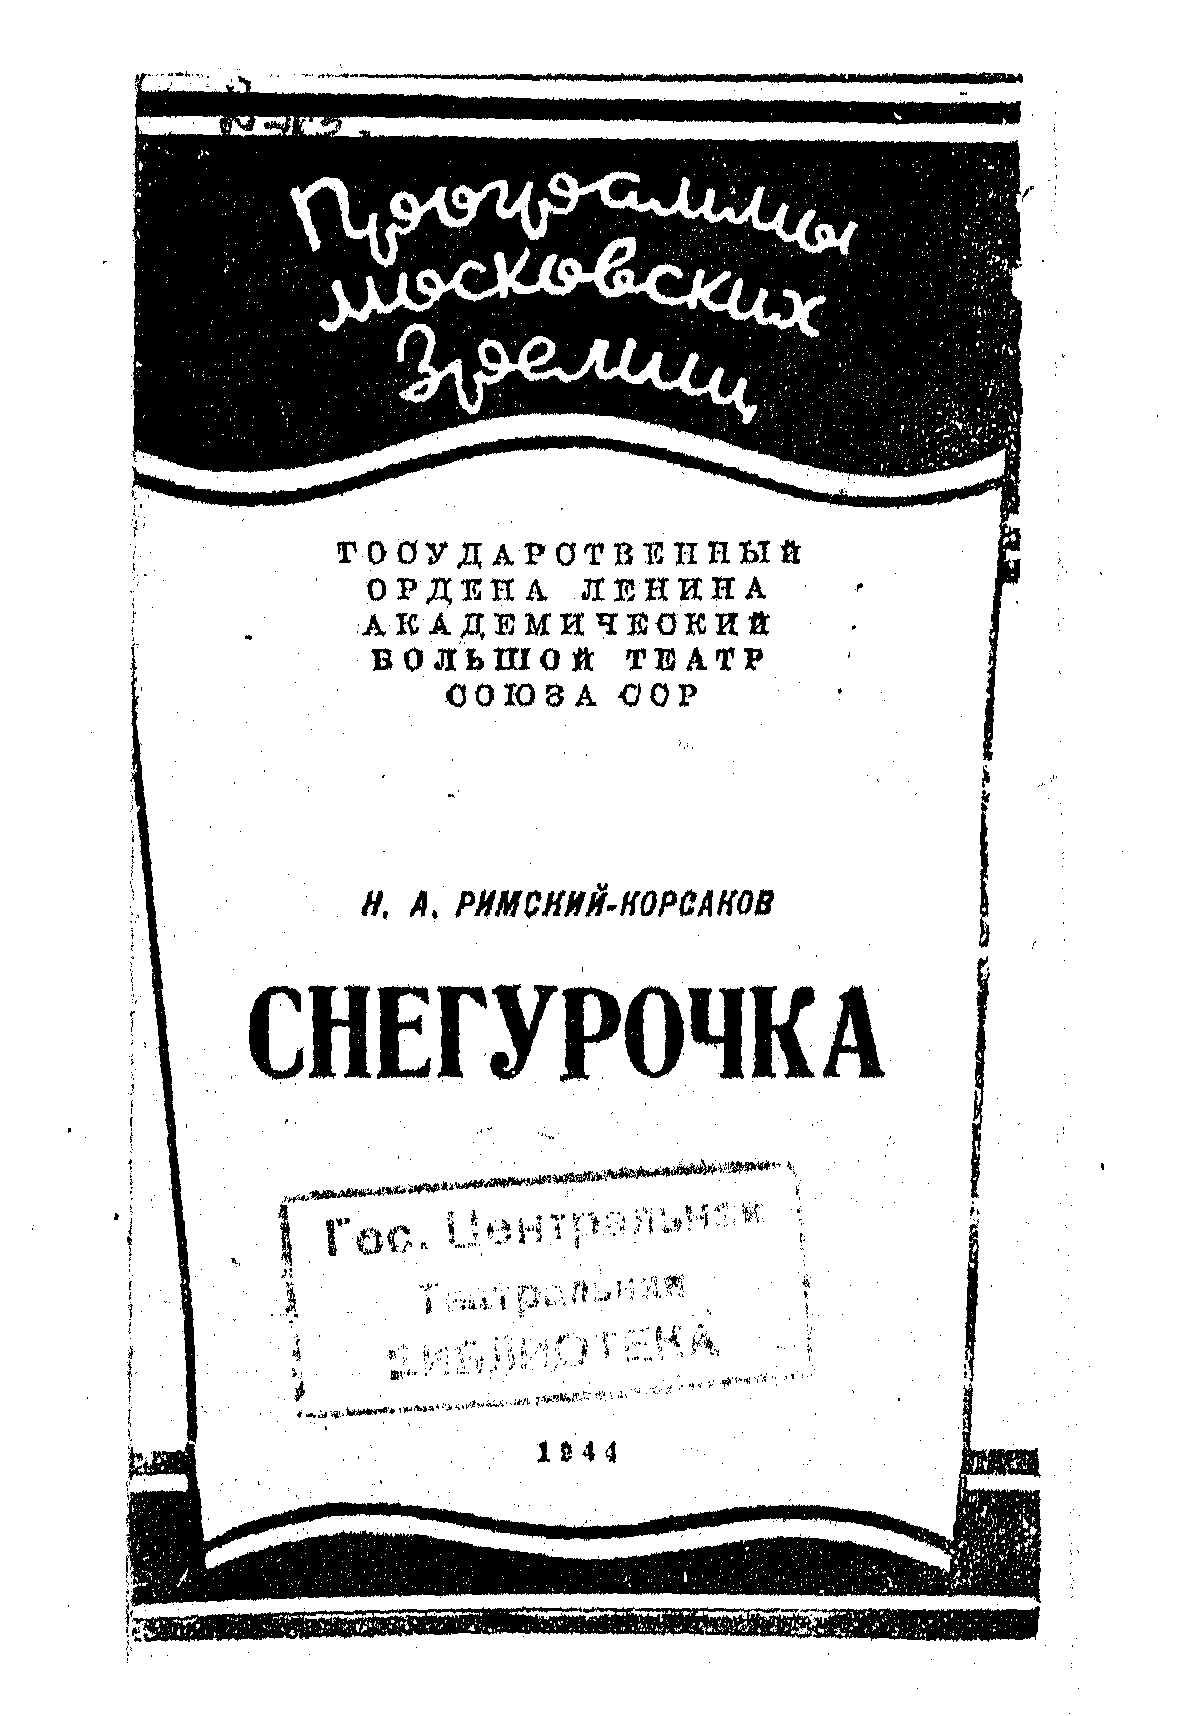 Программы
московских
Зрелищ
ГОСУДАРСТВЕННЫЙ
ОРДЕНА ЛЕНИНА
АКАДЕМИЧЕСКИЙ
БОЛЬШОЙ ТЕАТР
СОЮЗА ССР
Н. А. РИМСКИЙ-КОРСАКОВ
СНЕГУРОЧКА
Гос. Центральная
Театральная
БИБЛИОТЕКА
1944